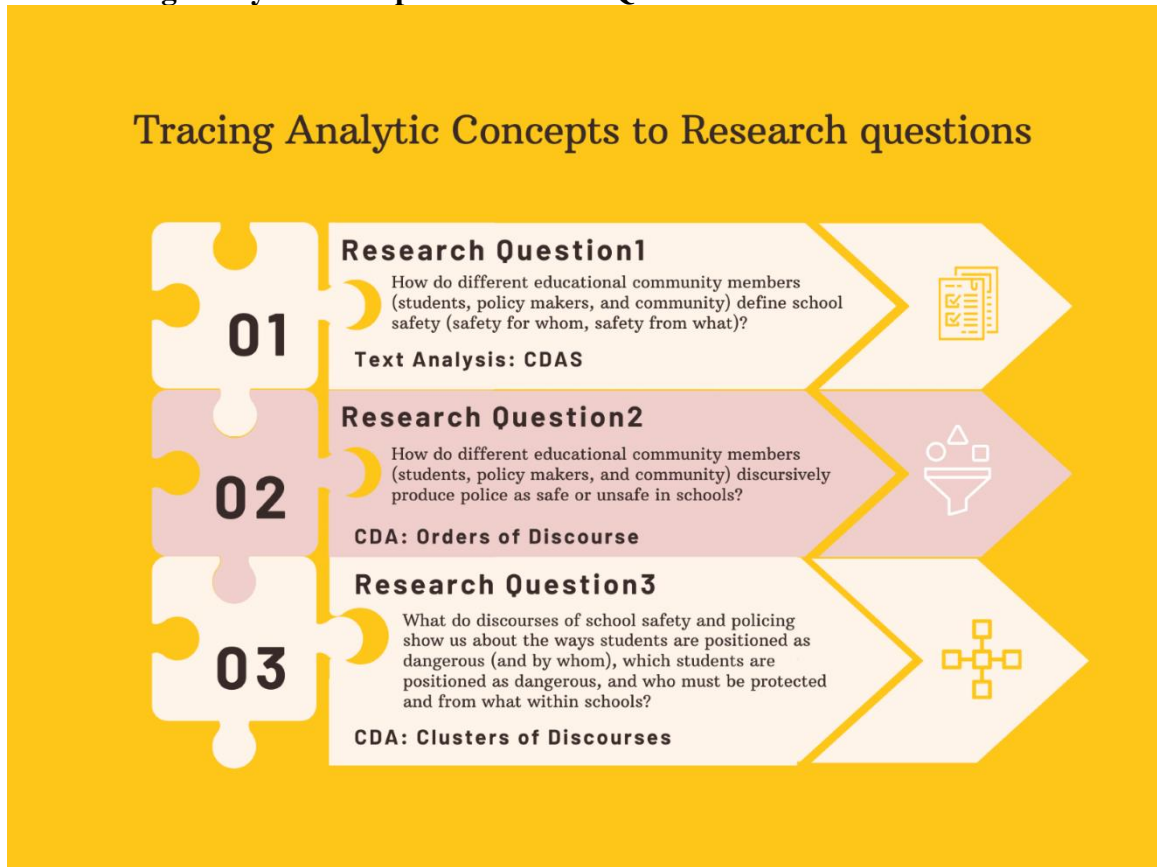 Tracing Analytic Concepts to Research questions
01
Research Question1
How do different educational community members
(students, policy makers, and community) define school
safety (safety for whom, safety from what)?
Text Analysis: CDAS
02
Research Question2
How do different educational community members
(students, policy makers, and community) discursively
produce police as safe or unsafe in schools?
CDA: Orders of Discourse
03
Research Question3
What do discourses of school safety and policing
show us about the ways students are positioned as
dangerous (and by whom), which students are
positioned as dangerous, and who must be protected
and from what within schools?
CDA: Clusters of Discourses